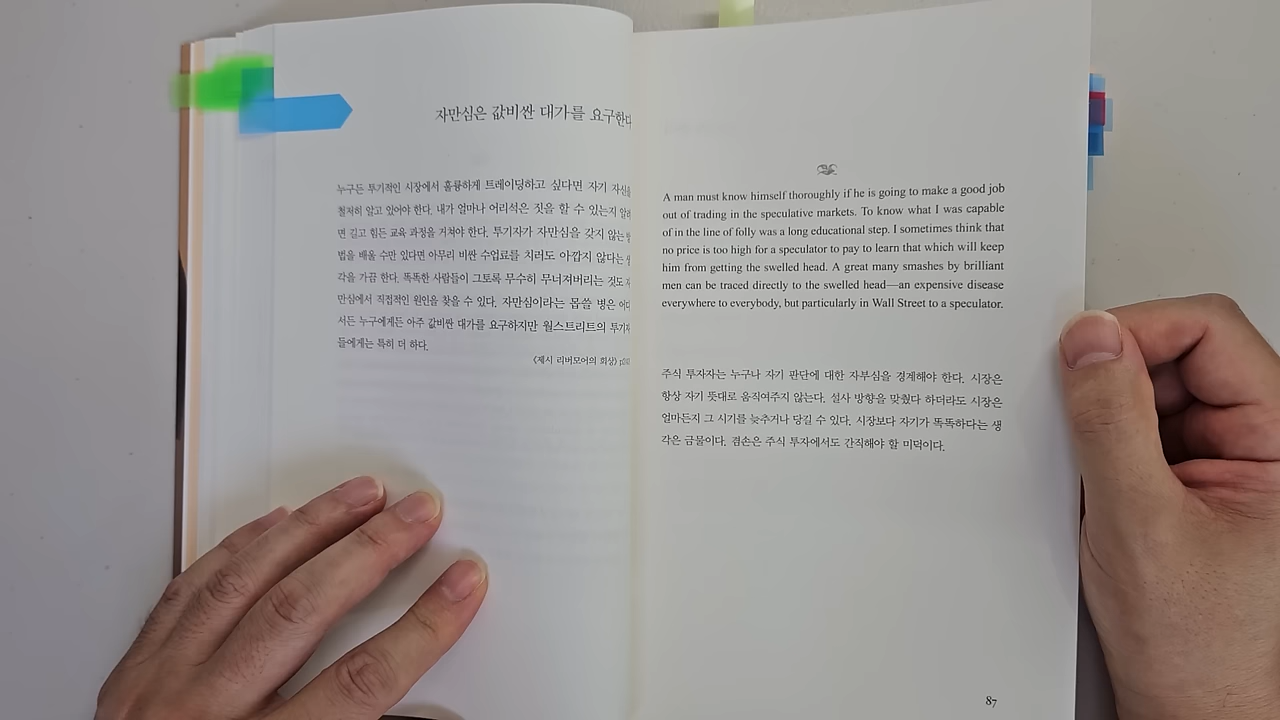 자만심은 값비싼 대가를 요구한다
누구든 투기적인 시장에서 훌륭하게 트레이딩하고 싶다면 자기 자신을
철저히 알고 있어야 한다. 내가 얼마나 어리석은 짓을 할 수 있는지 알려
면 길고 힘든 교육 과정을 거쳐야 한다. 투기자가 자만심을 갖지 않는
법을 배울 수만 있다면 아무리 비싼 수업료를 치러도 아깝지 않다는
각을 가끔 한다. 똑똑한 사람들이 그토록 무수히 무너져버리는 것도
만심에서 직접적인 원인을 찾을 수 있다. 자만심이라는 몹쓸 병은
서든 누구에게든 아주 값비싼 대가를 요구하지만 월스트리트의
들에게는 특히 더 하다.
《제시 리버모어의 회상》
A man must know himself thoroughly if he is going to make a good job
out of trading in the speculative markets. To know what I was capable
of in the line of folly was a long educational step. I sometimes think that
no price is too high for a speculator to pay to learn that which will keep
him from getting the swelled head. A great many smashes by brilliant
men can be traced directly to the swelled head—an expensive disease
everywhere to everybody, but particularly in Wall Street to a speculator.
주식 투자자는 누구나 자기 판단에 대한 자부심을 경계해야 한다. 시장은
항상 자기 뜻대로 움직여주지 않는다. 설사 방향을 맞췄다 하더라도 시장은
얼마든지 그 시기를 늦추거나 당길 수 있다. 시장보다 자기가 똑똑하다는 생
각은 금물이다. 겸손은 주식 투자에서도 간직해야 할 미덕이다.
87